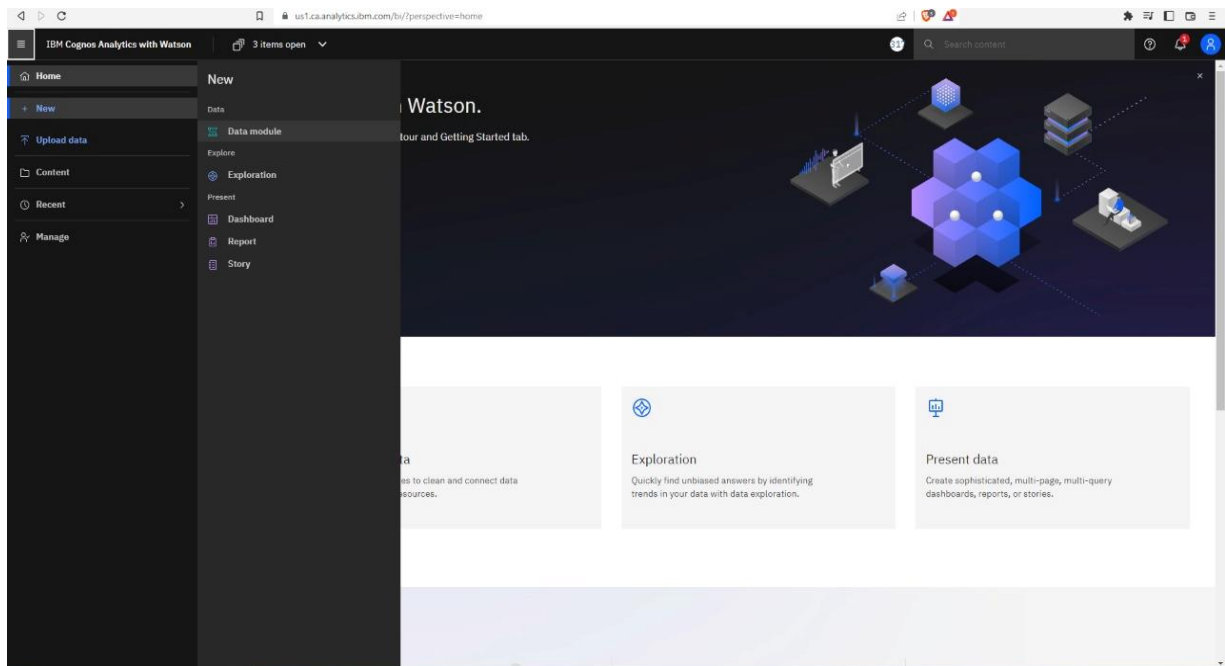 us1.ca.analytics.ibm.com/bi/?perspective=home
IBM Cognos Analytics with Watson
3 items open
Search content
Home
New
Upload data
Content
Recent
Manage
New
Data
Data module
Explore
Exploration
Present
Dashboard
Report
Story
Watson.
tour and Getting Started tab.
ta
es to clean and connect data
sources.
Exploration
Quickly find unbiased answers by identifying
trends in your data with data exploration.
Present data
Create sophisticated, multi-page, multi-query
dashboards, reports, or stories.